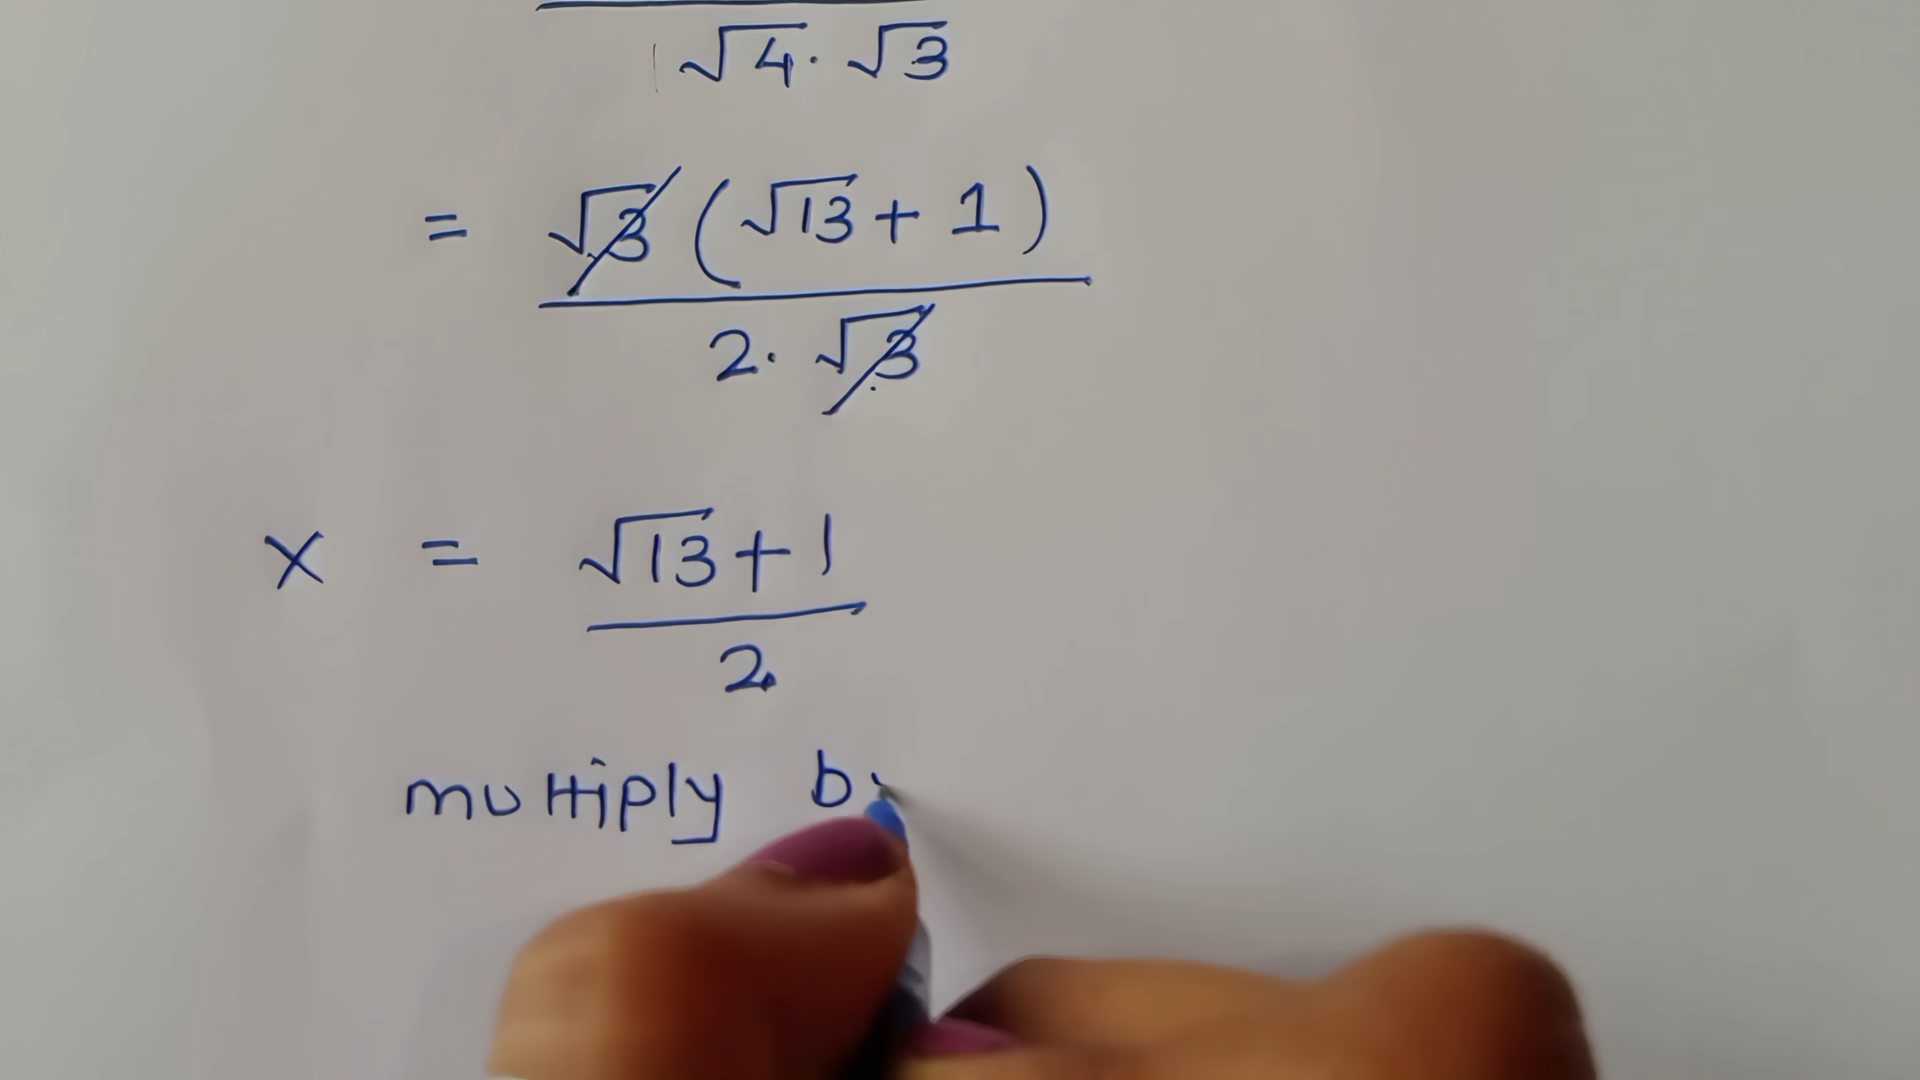 √4 · √3
= √3 (√13 + 1)
2 · √3
x = √13 + 1
2
multiply